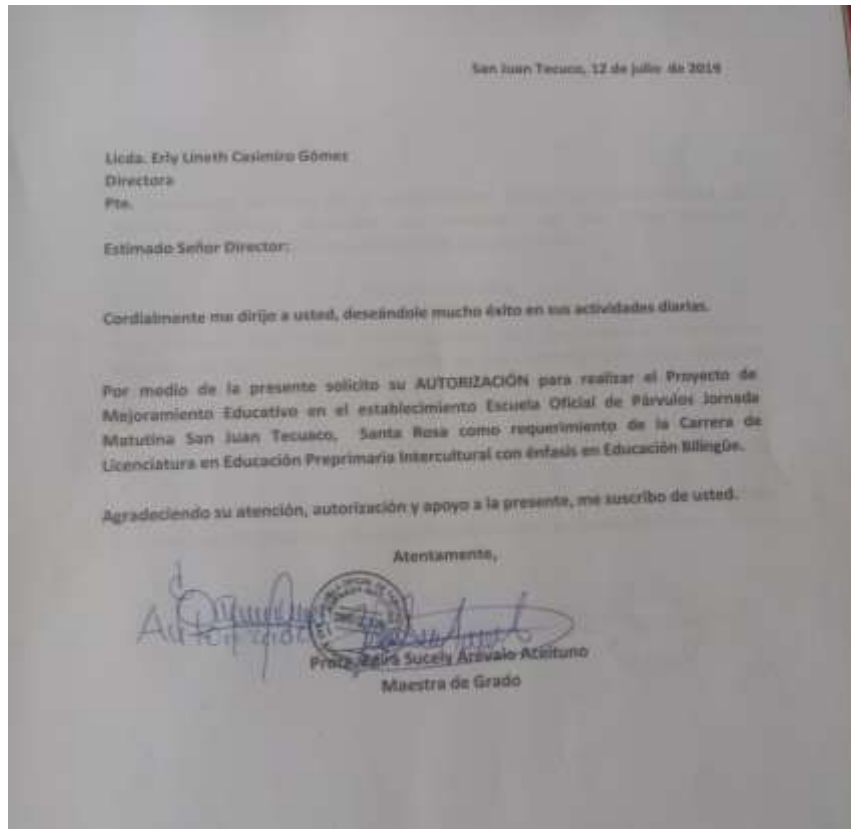 San Juan Tecuco, 12 de julio de 2019
Licda. Erly Lineth Casimiro Gómez
Directora
Pte.
Estimado Señor Director:
Cordialmente me dirijo a usted, deseándole mucho éxito en sus actividades diarias.
Por medio de la presente solicito su AUTORIZACIÓN para realizar el Proyecto de
Mejoramiento Educativo en el establecimiento Escuela Oficial de Párvulos Jornada
Matutina San Juan Tecuaco, Santa Rosa como requerimiento de la Carrera de
Licenciatura en Educación Preprimaria Intercultural con énfasis en Educación Bilingüe.
Agradeciendo su atención, autorización y apoyo a la presente, me suscribo de usted.
Atentamente,
Sucely Arévalo Aceituno
Maestra de Grado